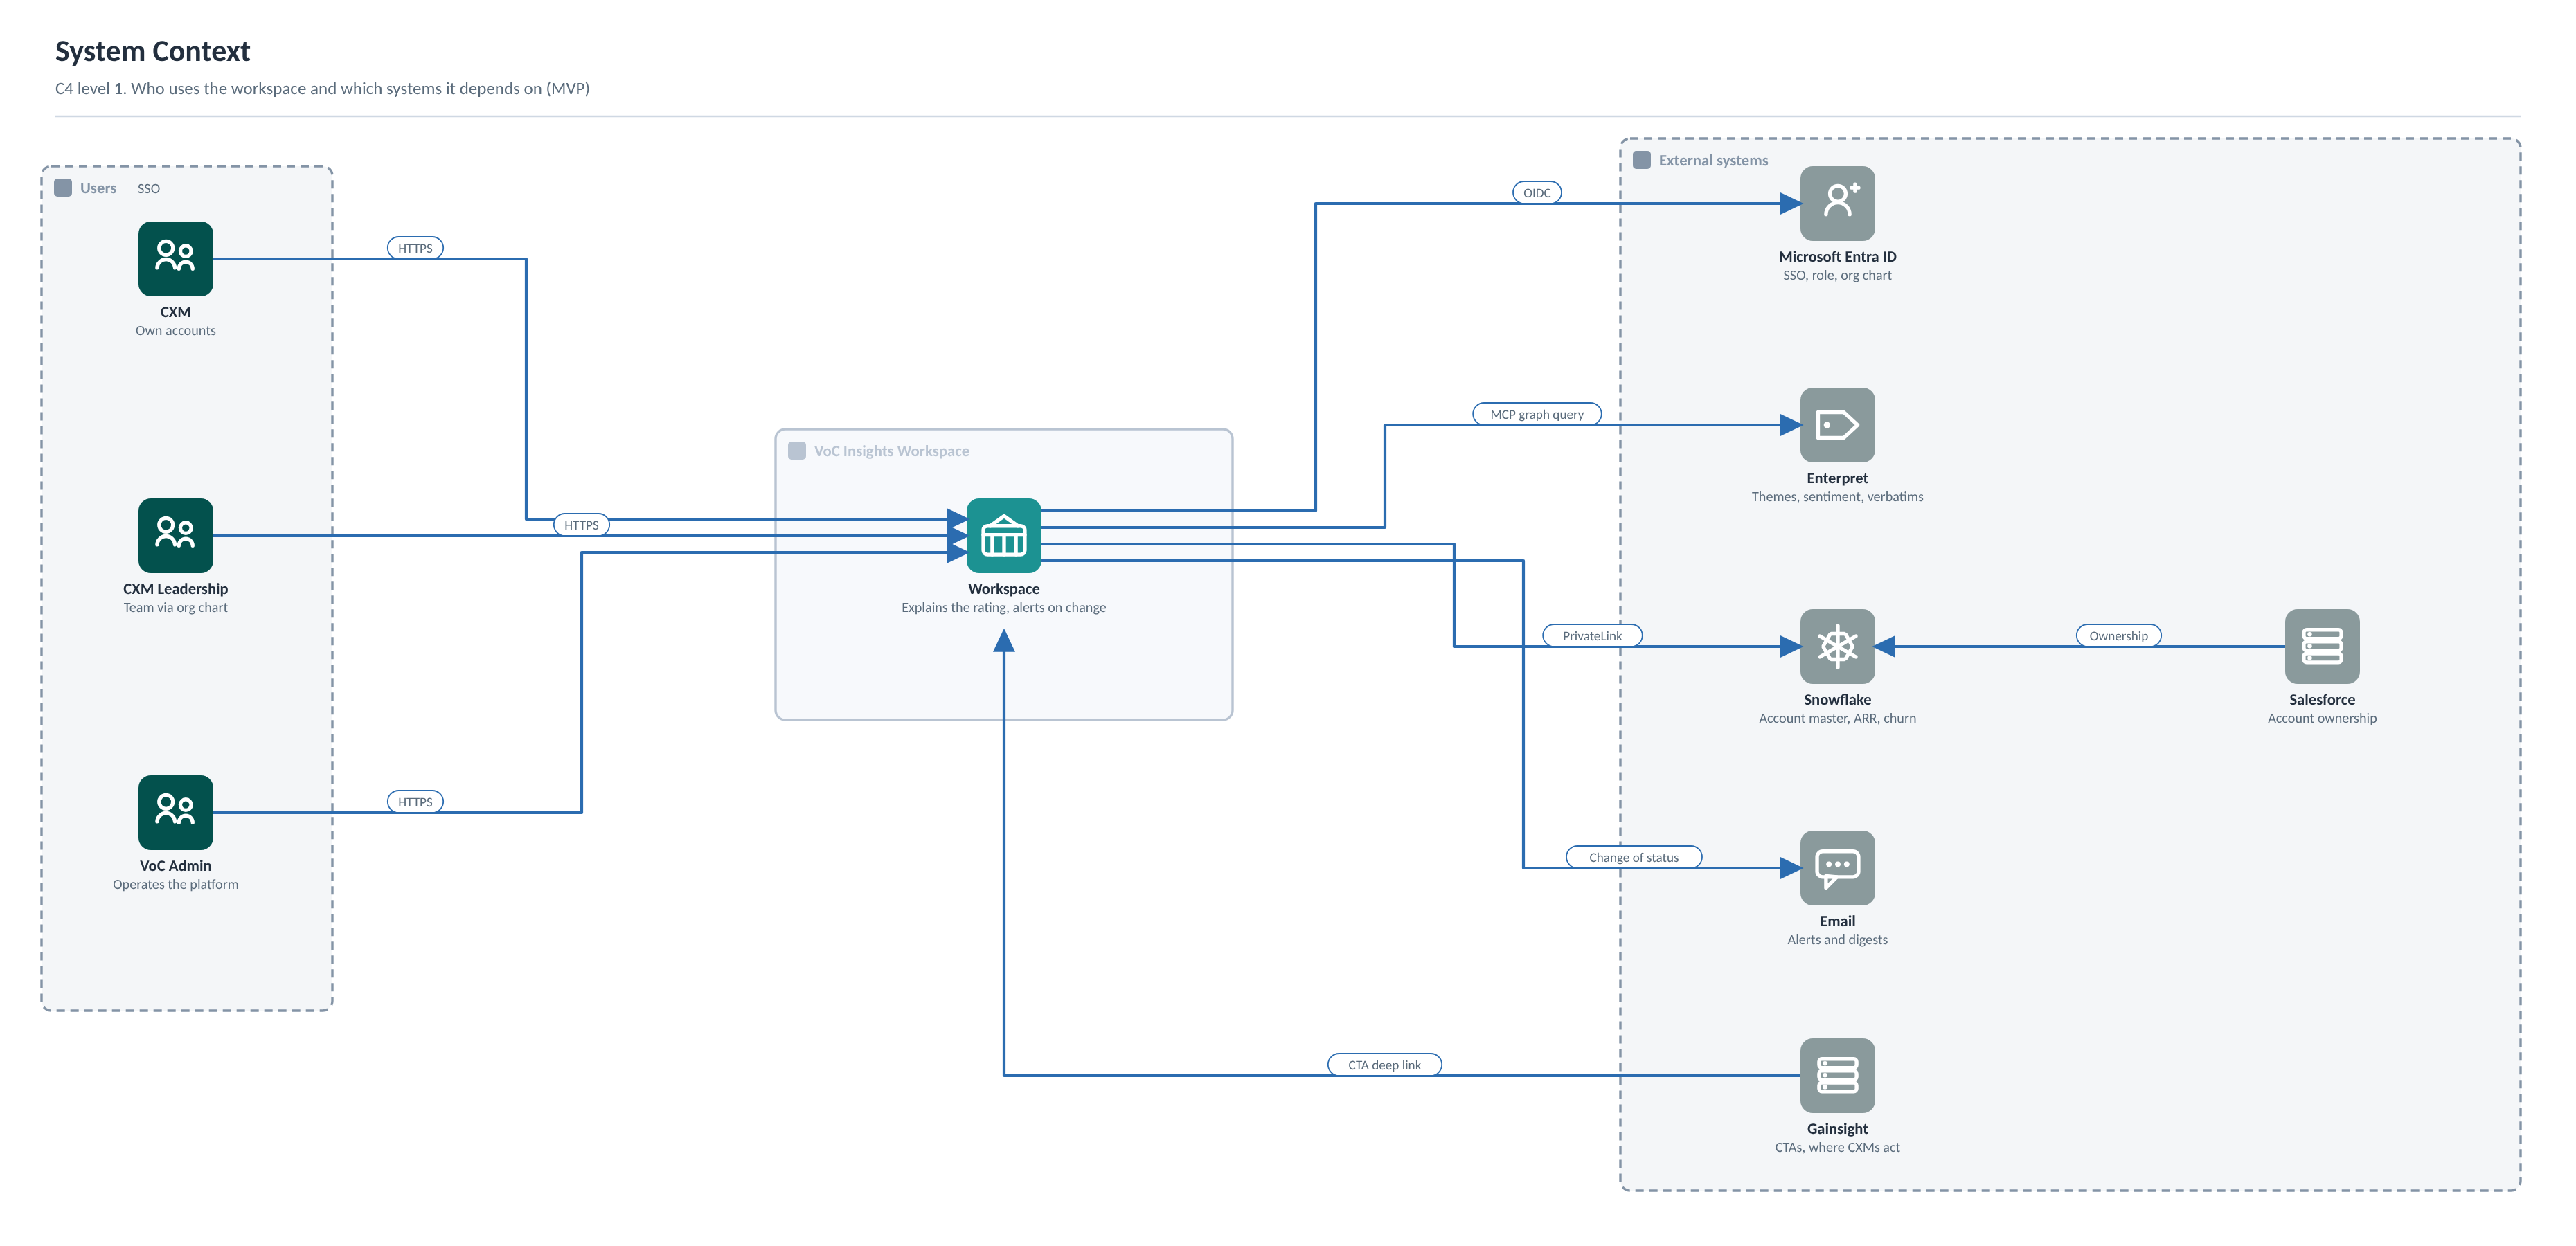 System Context
C4 level 1. Who uses the workspace and which systems it depends on (MVP)
Users SSO
CXM
Own accounts
HTTPS
CXM Leadership
Team via org chart
HTTPS
VoC Admin
Operates the platform
HTTPS
VoC Insights Workspace
Workspace
Explains the rating, alerts on change
OIDC
MCP graph query
PrivateLink
Change of status
CTA deep link
External systems
Microsoft Entra ID
SSO, role, org chart
Enterpret
Themes, sentiment, verbatims
Snowflake
Account master, ARR, churn
Ownership
Salesforce
Account ownership
Email
Alerts and digests
Gainsight
CTAs, where CXMs act